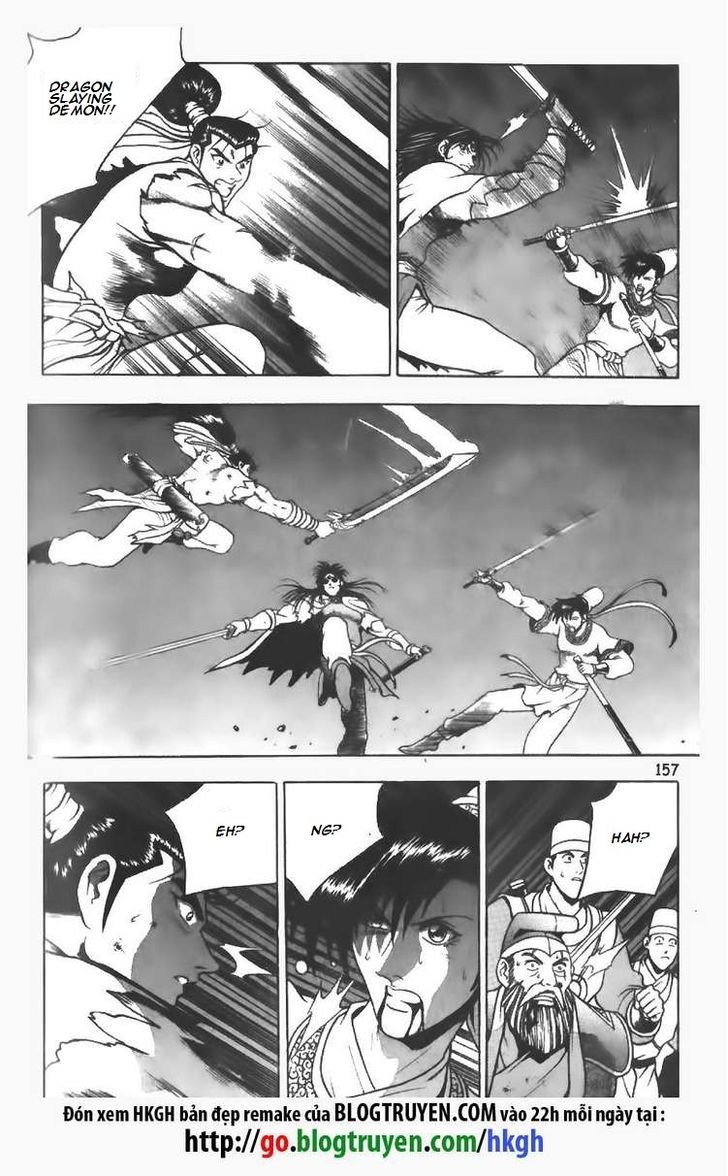 DRAGON
SLAYING
DEMON!!
157
EH?
NG?
HAH?
Đón xem HKGH bản đẹp remake của BLOGTRUYEN.COM vào 22h mỗi ngày tại :
http://go.blogtruyen.com/hkgh